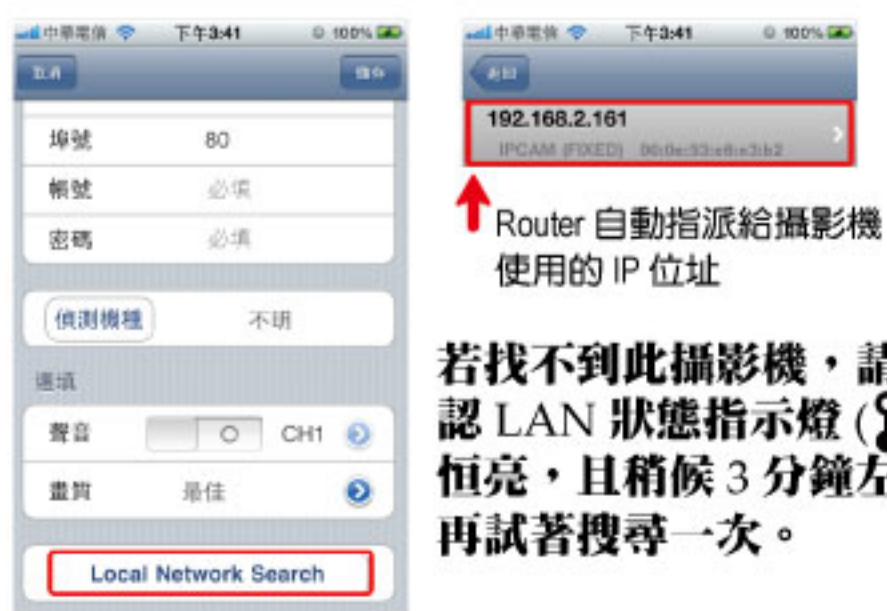 中華電信 下午3:41 100%
取消 儲存
埠號 80
帳號 必填
密碼 必填
偵測機種 不明
選填
聲音 CH1
畫質 最佳
Local Network Search
中華電信 下午3:41 100%
返回
192.168.2.161
IPCAM (FIXED)
Router 自動指派給攝影機
使用的 IP 位址
若找不到此攝影機,請
認 LAN 狀態指示燈 (
恒亮,且稍候 3 分鐘左
再試著搜尋一次。